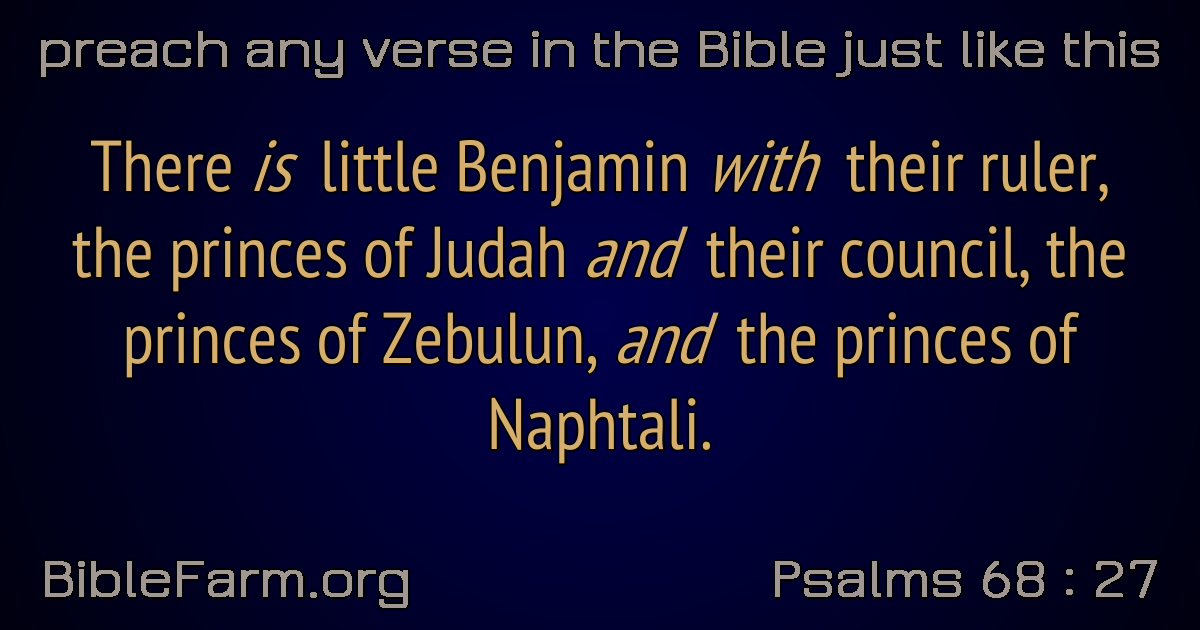 preach any verse in the Bible just like this
There is little Benjamin with their ruler,
the princes of Judah and their council, the
princes of Zebulun, and the princes of
Naphtali.
BibleFarm.org
Psalms 68 : 27